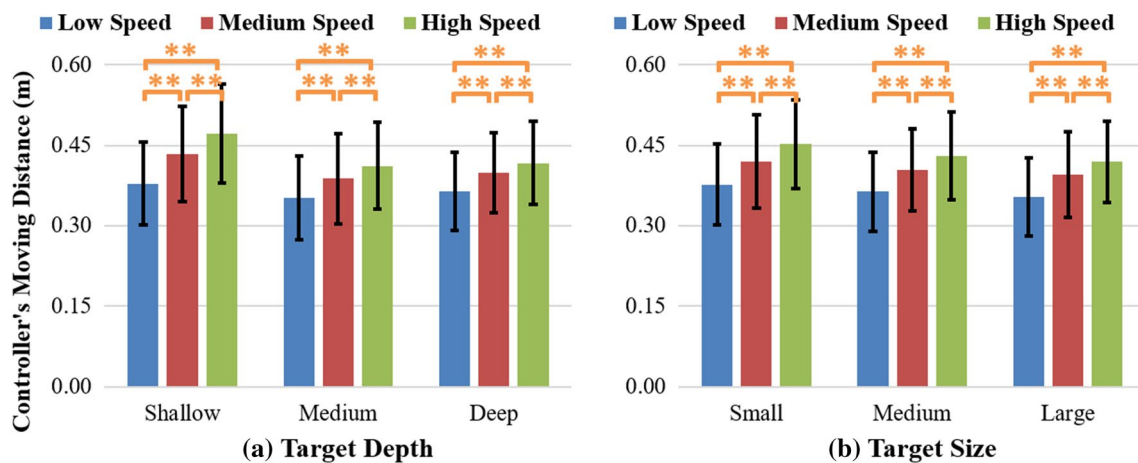 Low Speed Medium Speed High Speed
Low Speed Medium Speed High Speed
Controller's Moving Distance (m)
0.60
0.45
0.30
0.15
0.00
** ** **
** ** ** ** ** **
Shallow Medium Deep
(a) Target Depth
0.60
0.45
0.30
0.15
0.00
** ** **
** ** ** ** ** **
Small Medium Large
(b) Target Size